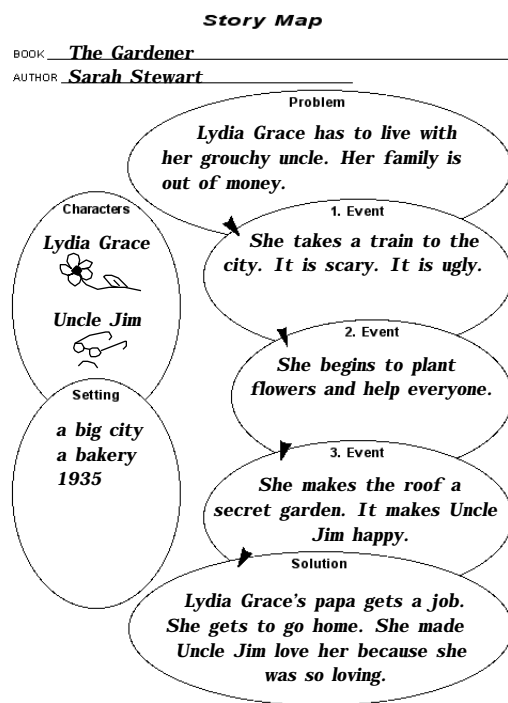 Story Map
BOOK The Gardener
AUTHOR Sarah Stewart
Problem
Lydia Grace has to live with
her grouchy uncle. Her family is
out of money.
Characters
Lydia Grace
Uncle Jim
Setting
a big city
a bakery
1935
1. Event
She takes a train to the
city. It is scary. It is ugly.
2. Event
She begins to plant
flowers and help everyone.
3. Event
She makes the roof a
secret garden. It makes Uncle
Jim happy.
Solution
Lydia Grace's papa gets a job.
She gets to go home. She made
Uncle Jim love her because she
was so loving.